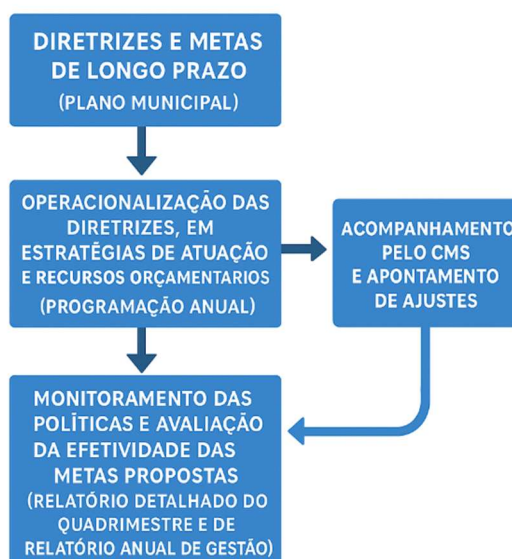 DIRETRIZES E METAS
DE LONGO PRAZO
(PLANO MUNICIPAL)
OPERACIONALIZAÇÃO DAS
DIRETRIZES, EM
ESTRATÉGIAS DE ATUAÇÃO
E RECURSOS ORÇAMENTARIOS
(PROGRAMAÇÃO ANUAL)
ACOMPANHAMENTO
PELO CMS
E APONTAMENTO
DE AJUSTES
MONITORAMENTO DAS
POLÍTICAS E AVALIAÇÃO
DA EFETIVIDADE DAS
METAS PROPOSTAS
(RELATÓRIO DETALHADO DO
QUADRIMESTRE E DE
RELATÓRIO ANUAL DE GESTÃO)